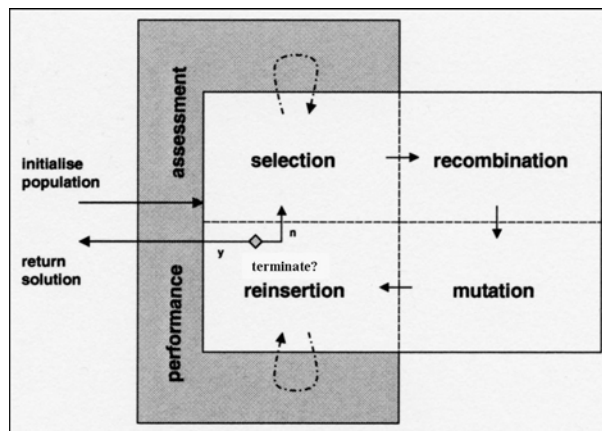 assessment
selection
recombination
initialise
population
n
y
return
solution
terminate?
reinsertion
mutation
performance